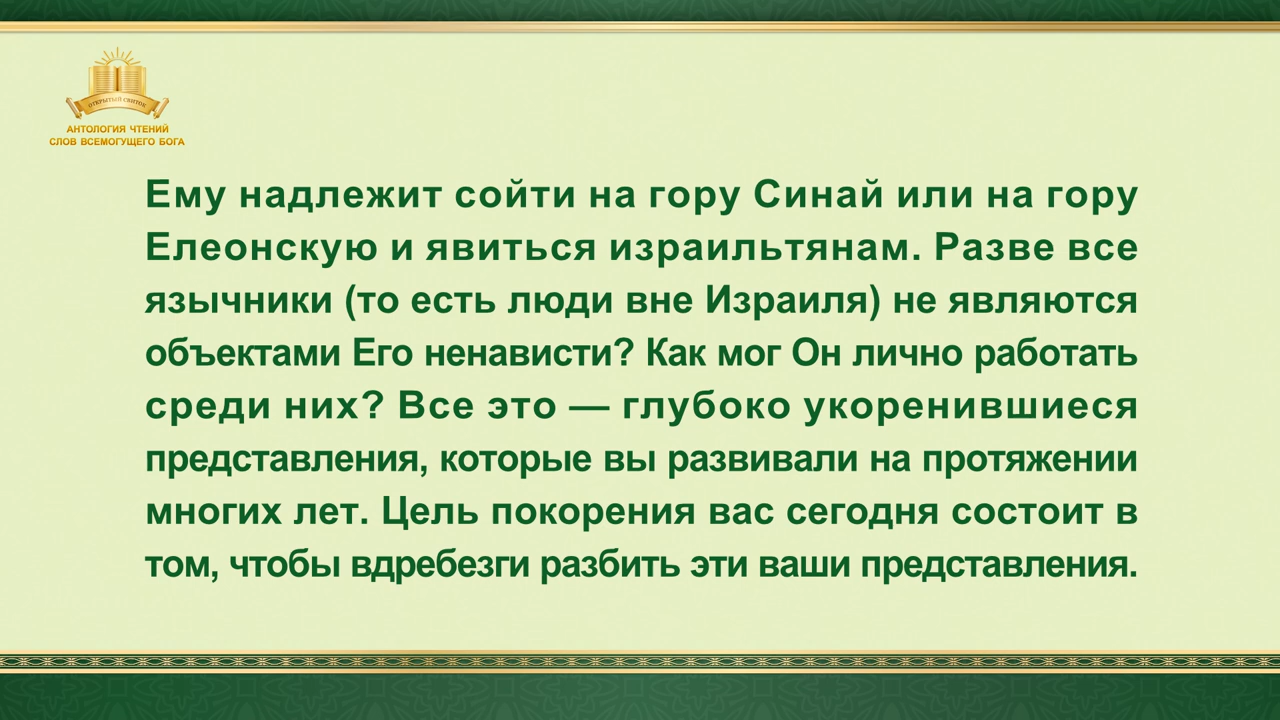 ОТКРЫТЫЙ СВИТОК
АНТОЛОГИЯ ЧТЕНИЙ
СЛОВ ВСЕМОГУЩЕГО БОГА
Ему надлежит сойти на гору Синай или на гору
Елеонскую и явиться израильтянам. Разве все
язычники (то есть люди вне Израиля) не являются
объектами Его ненависти? Как мог Он лично работать
среди них? Все это — глубоко укоренившиеся
представления, которые вы развивали на протяжении
многих лет. Цель покорения вас сегодня состоит в
том, чтобы вдребезги разбить эти ваши представления.